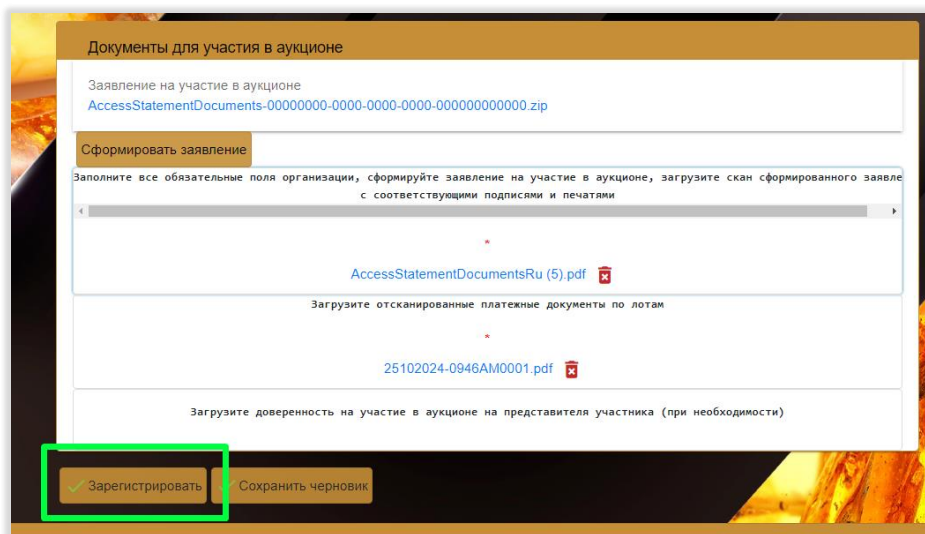 Документы для участия в аукционе
Заявление на участие в аукционе
AccessStatementDocuments-00000000-0000-0000-0000-000000000000.zip
Сформировать заявление
Заполните все обязательные поля организации, сформируйте заявление на участие в аукционе, загрузите скан сформированного заявле
с соответствующими подписями и печатями
*
AccessStatementDocumentsRu (5).pdf
Загрузите отсканированные платежные документы по лотам
*
25102024-0946AM0001.pdf
Загрузите доверенность на участие в аукционе на представителя участника (при необходимости)
Зарегистрировать Сохранить черновик